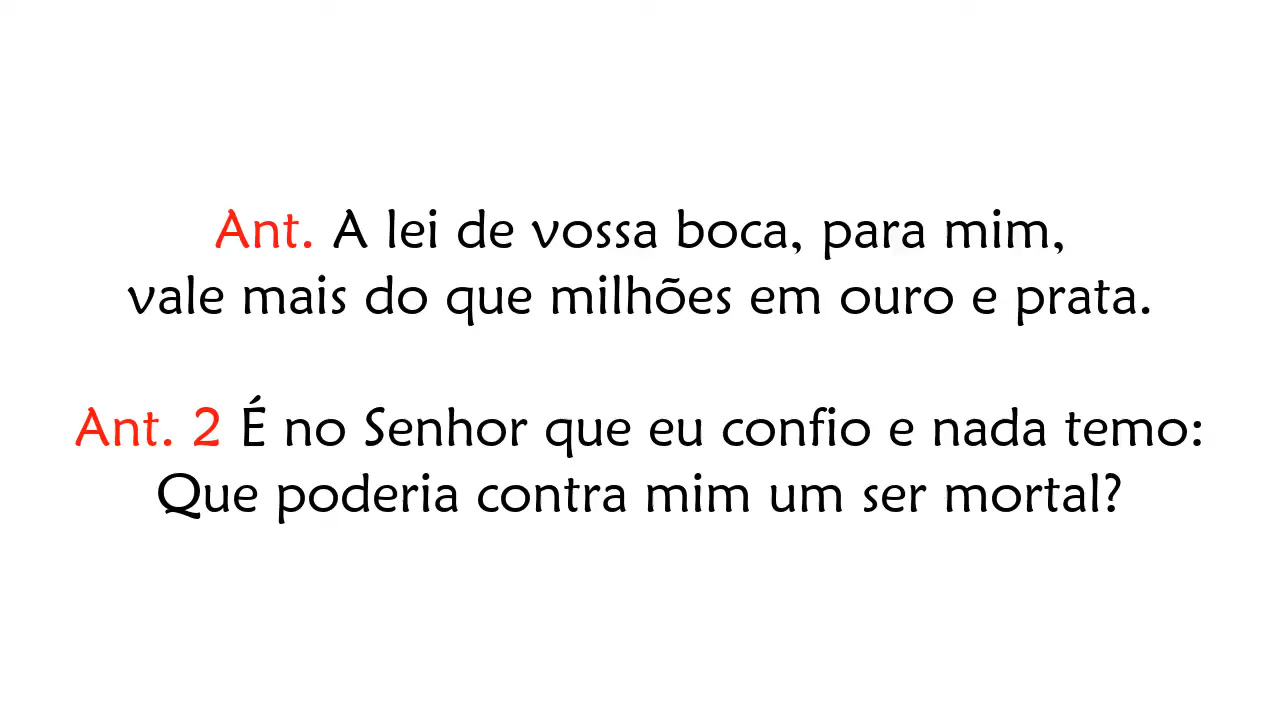 Ant. A lei de vossa boca, para mim,
vale mais do que milhões em ouro e prata.
Ant. 2 É no Senhor que eu confio e nada temo:
Que poderia contra mim um ser mortal?